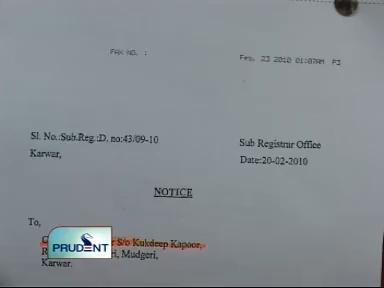 FAX NO. :
Feb. 23 2010 01:07AM P3
Sl. No.:Sub.Reg.:D. no:43/09-10
Sub Registrar Office
Karwar,
Date:20-02-2010
NOTICE
To,
S/o Kukdeep Kapoor,
Mudgeri,
Karwar.
PRUDENT